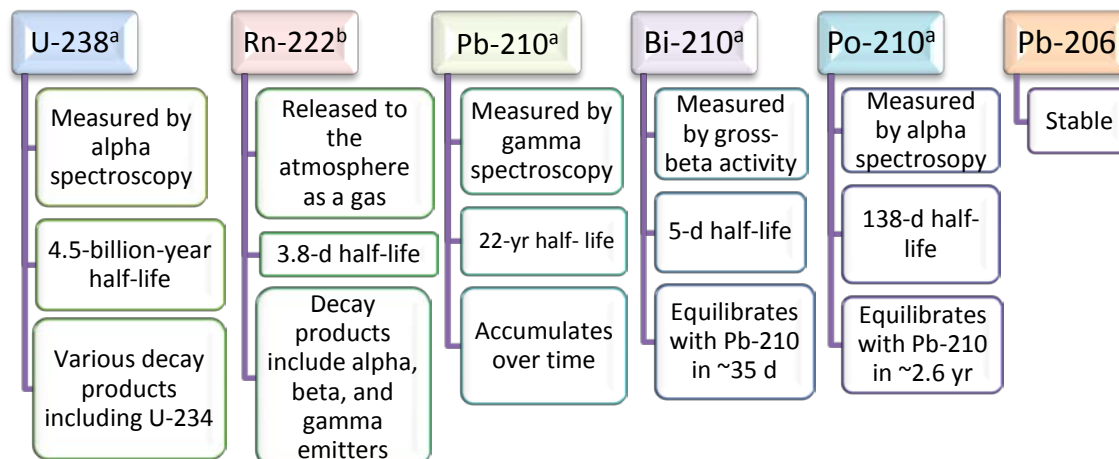 U-238ᵃ
Measured by
alpha
spectroscopy
4.5-billion-year
half-life
Various decay
products
including U-234
Rn-222ᵇ
Released to
the
atmosphere
as a gas
3.8-d half-life
Decay
products
include alpha,
beta, and
gamma
emitters
Pb-210ᵃ
Measured by
gamma
spectroscopy
22-yr half- life
Accumulates
over time
Bi-210ᵃ
Measured
by gross-
beta activity
5-d half-life
Equilibrates
with Pb-210
in ~35 d
Po-210ᵃ
Measured
by alpha
spectrosopy
138-d half-
life
Equilibrates
with Pb-210
in ~2.6 yr
Pb-206
Stable